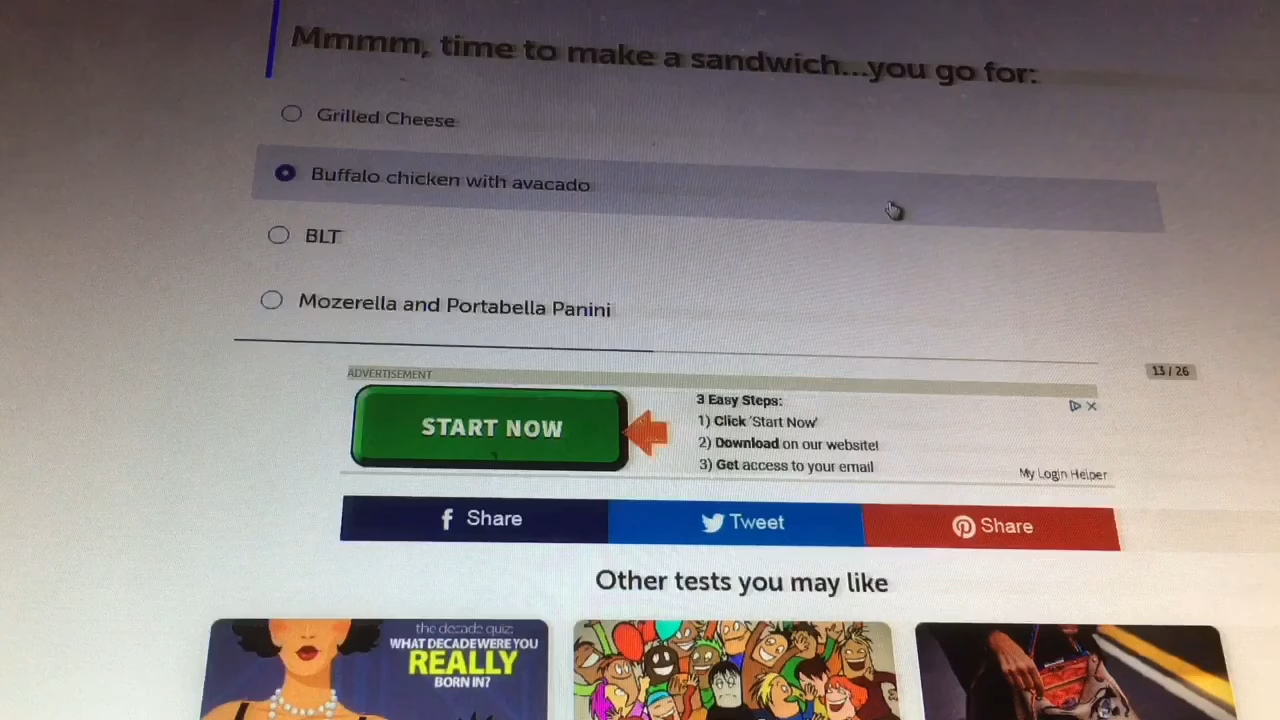 Mmmm, time to make a sandwich...you go for:
Grilled Cheese
Buffalo chicken with avacado
BLT
Mozerella and Portabella Panini
13 / 26
ADVERTISEMENT
START NOW
3 Easy Steps:
1) Click 'Start Now'
2) Download on our website!
3) Get access to your email
My Login Helper
f Share
Tweet
Share
Other tests you may like
the decade quiz:
WHAT DECADE WERE YOU
REALLY
BORN IN?